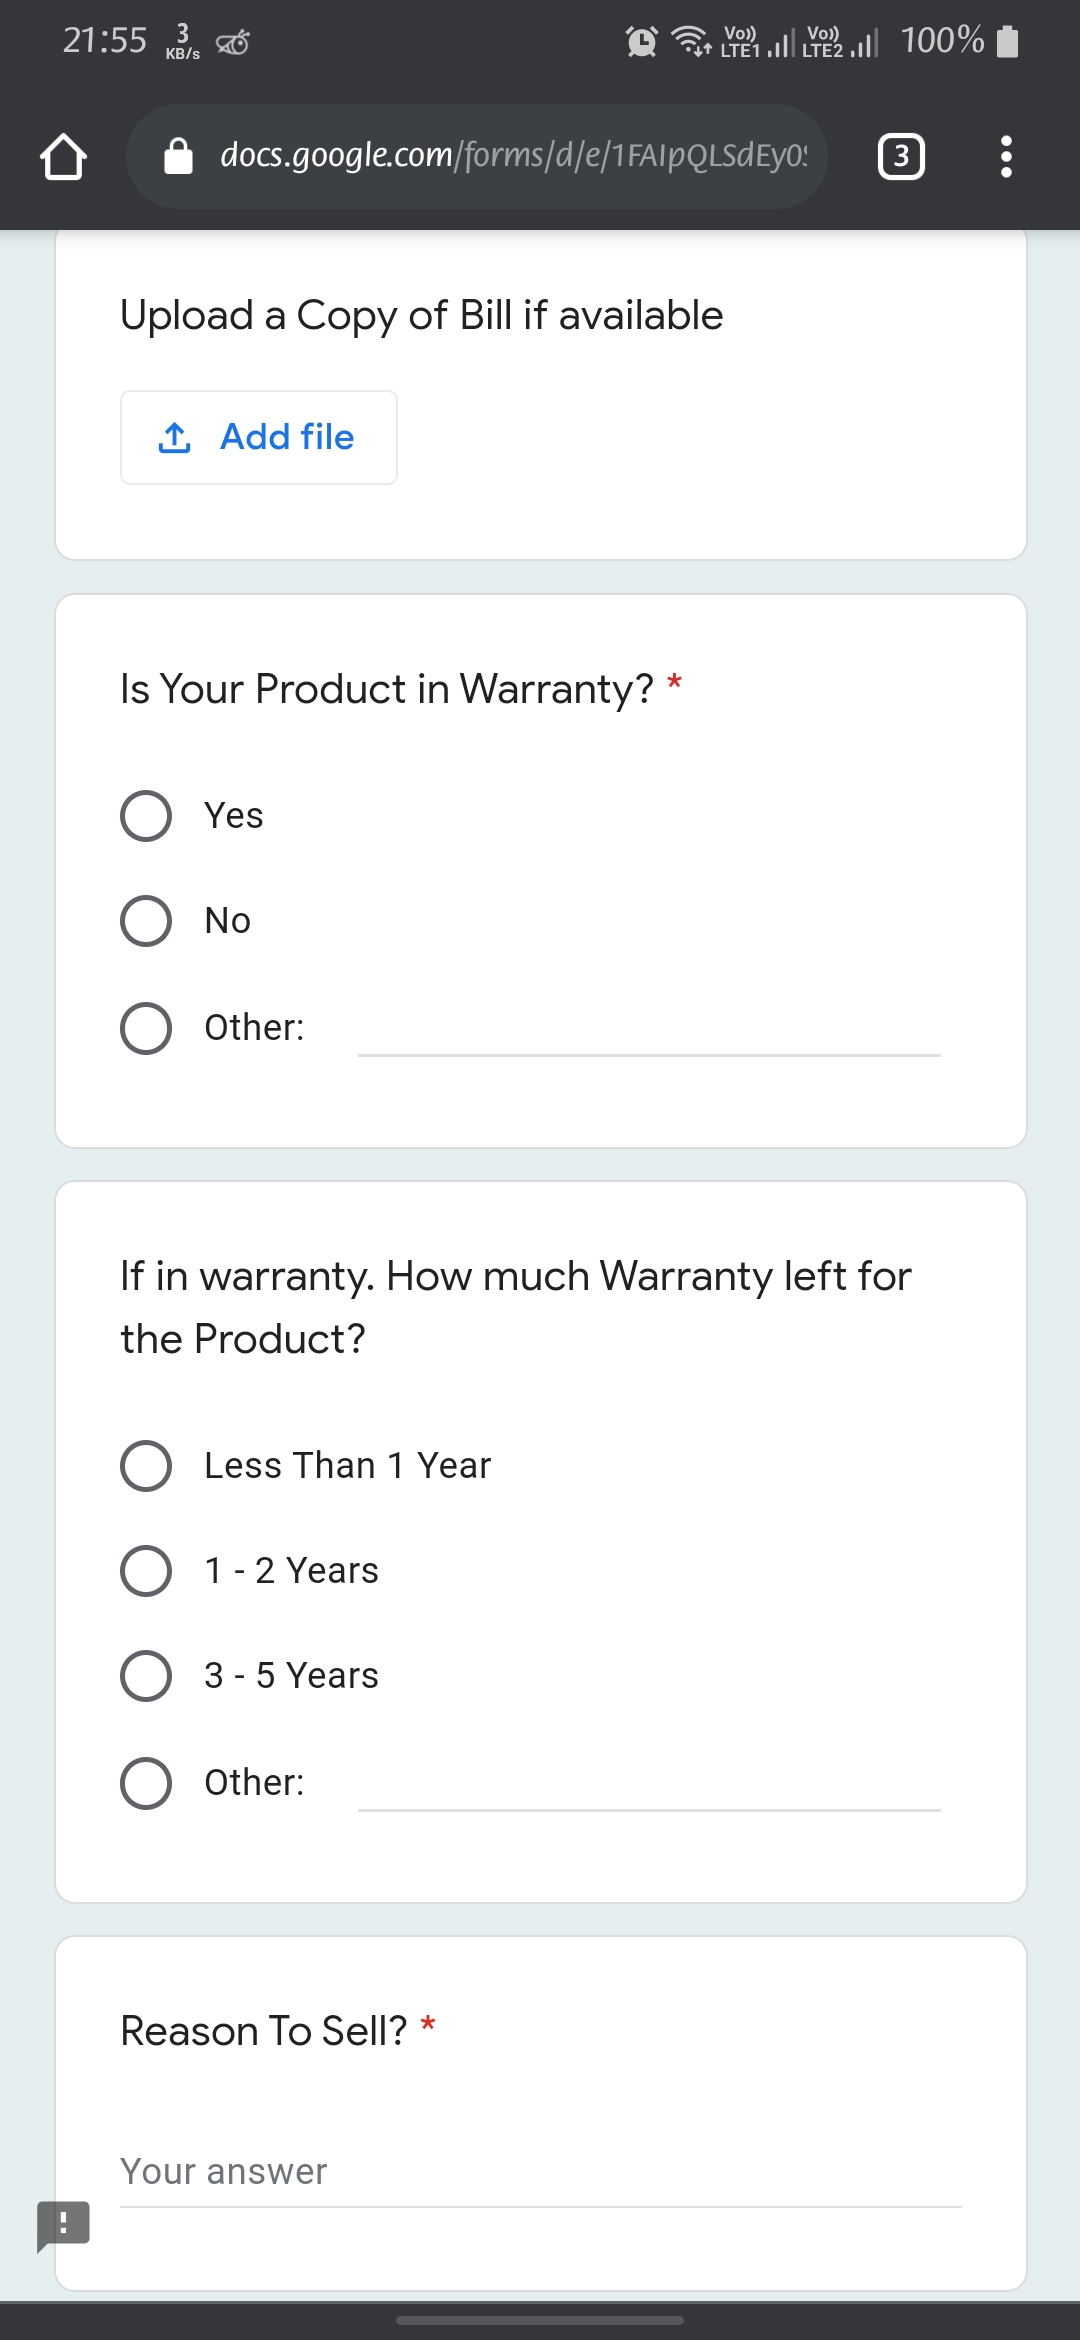 21:55 3 KB/s Vo)) LTE1 Vo)) LTE2 100%
docs.google.com/forms/d/e/1FAIpQLSdEy0
3
Upload a Copy of Bill if available
Add file
Is Your Product in Warranty? *
Yes
No
Other:
If in warranty. How much Warranty left for
the Product?
Less Than 1 Year
1 - 2 Years
3 - 5 Years
Other:
Reason To Sell? *
Your answer